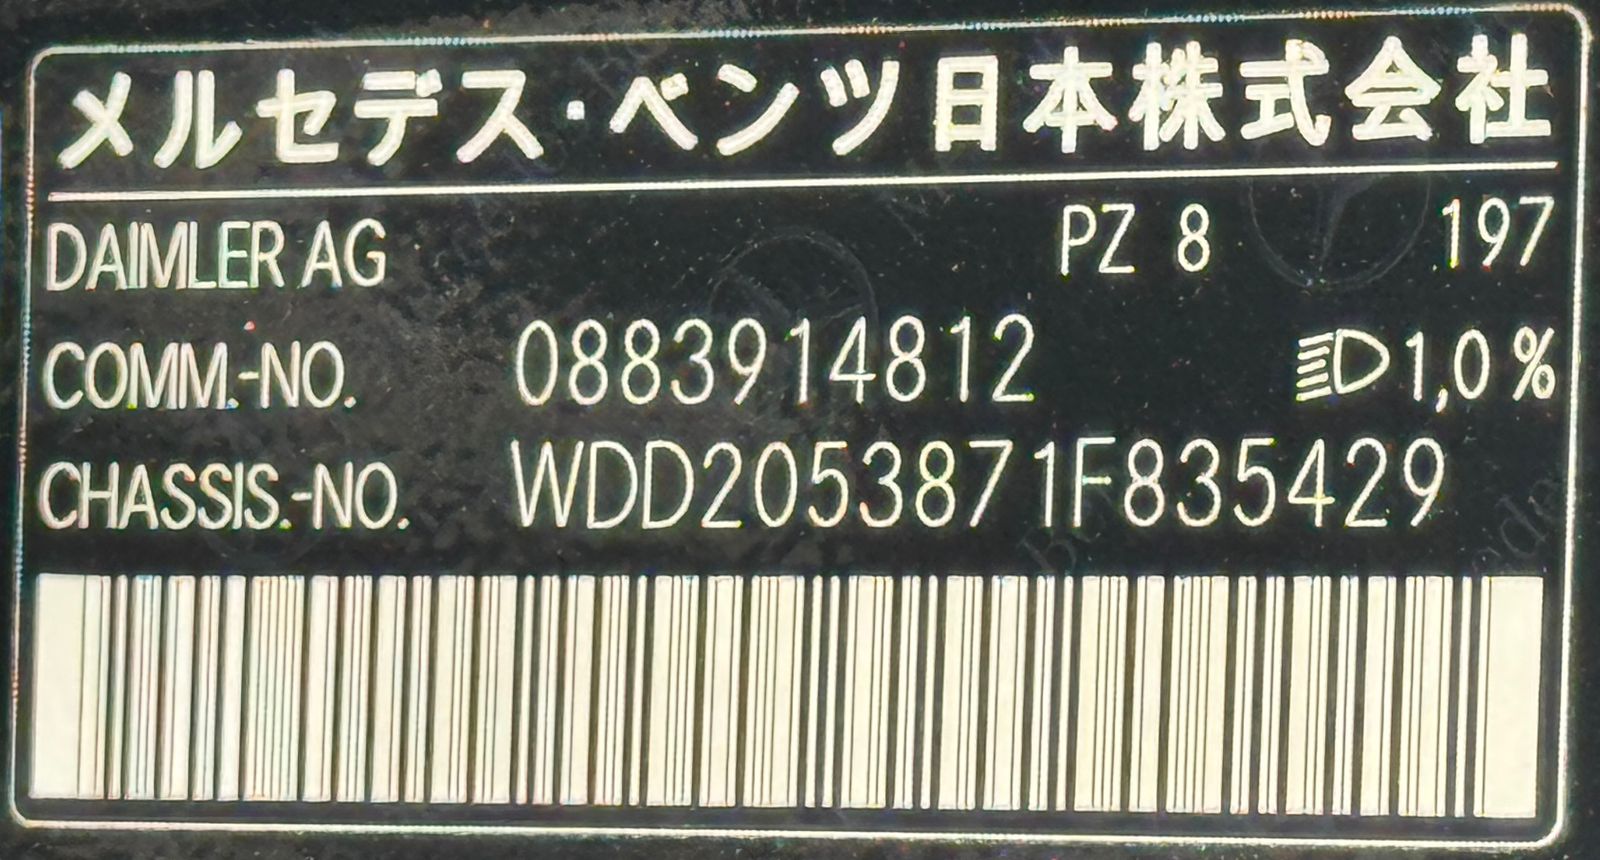 メルセデス・ベンツ日本株式会社
DAIMLER AG PZ 8 197
COMM.-NO. 0883914812 1,0 %
CHASSIS.-NO. WDD2053871F835429